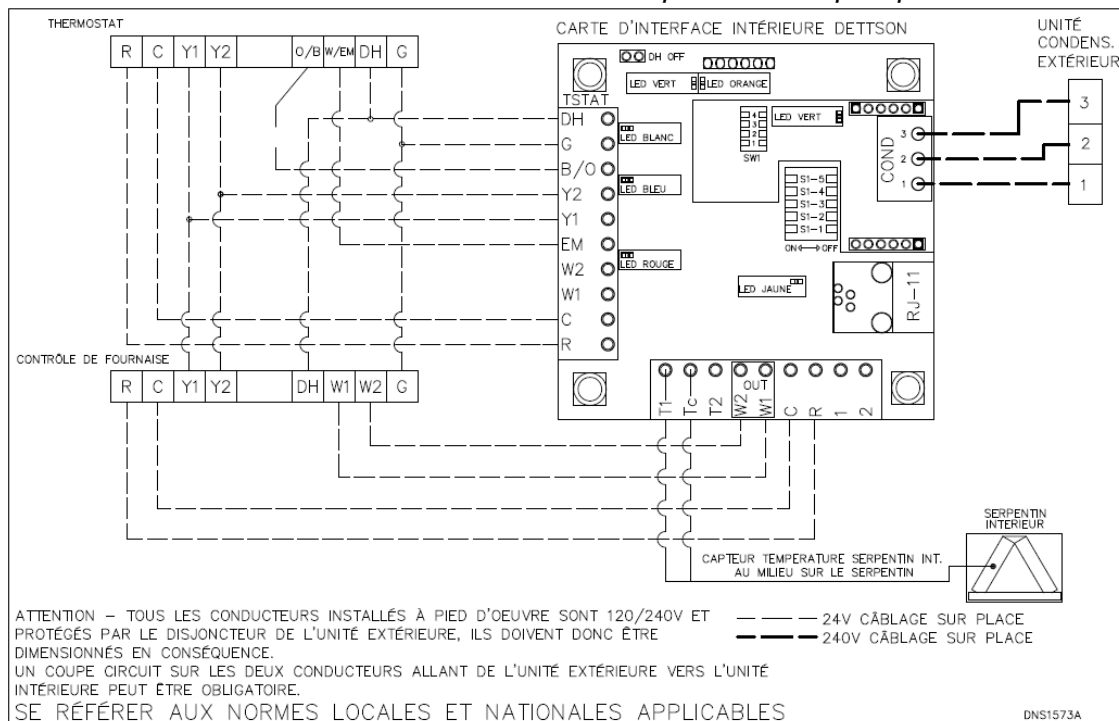 THERMOSTAT
R C Y1 Y2 O/B W/EM DH G
CARTE D'INTERFACE INTÉRIEURE DETTSON
UNITÉ
CONDENS.
EXTÉRIEUR
3
2
1
DH OFF
LED VERT
LED ORANGE
TSTAT
DH
G
B/O
Y2
Y1
EM
W2
W1
C
R
LED BLANC
LED BLEU
LED ROUGE
4
3
2
1
SW1
LED VERT
S1-5
S1-4
S1-3
S1-2
S1-1
ON <-> OFF
COND
3
2
1
LED JAUNE
RJ-11
CONTRÔLE DE FOURNAISE
R C Y1 Y2 DH W1 W2 G
OUT
T1 Tc T2 W2 W1 C R 1 2
SERPENTIN
INTERIEUR
CAPTEUR TEMPERATURE SERPENTIN INT.
AU MILIEU SUR LE SERPENTIN
ATTENTION – TOUS LES CONDUCTEURS INSTALLÉS À PIED D'OEUVRE SONT 120/240V ET
PROTÉGÉS PAR LE DISJONCTEUR DE L'UNITÉ EXTÉRIEURE, ILS DOIVENT DONC ÊTRE
DIMENSIONNÉS EN CONSÉQUENCE.
UN COUPE CIRCUIT SUR LES DEUX CONDUCTEURS ALLANT DE L'UNITÉ EXTÉRIEURE VERS L'UNITÉ
INTÉRIEURE PEUT ÊTRE OBLIGATOIRE.
SE RÉFÉRER AUX NORMES LOCALES ET NATIONALES APPLICABLES
24V CÂBLAGE SUR PLACE
240V CÂBLAGE SUR PLACE
DNS1573A